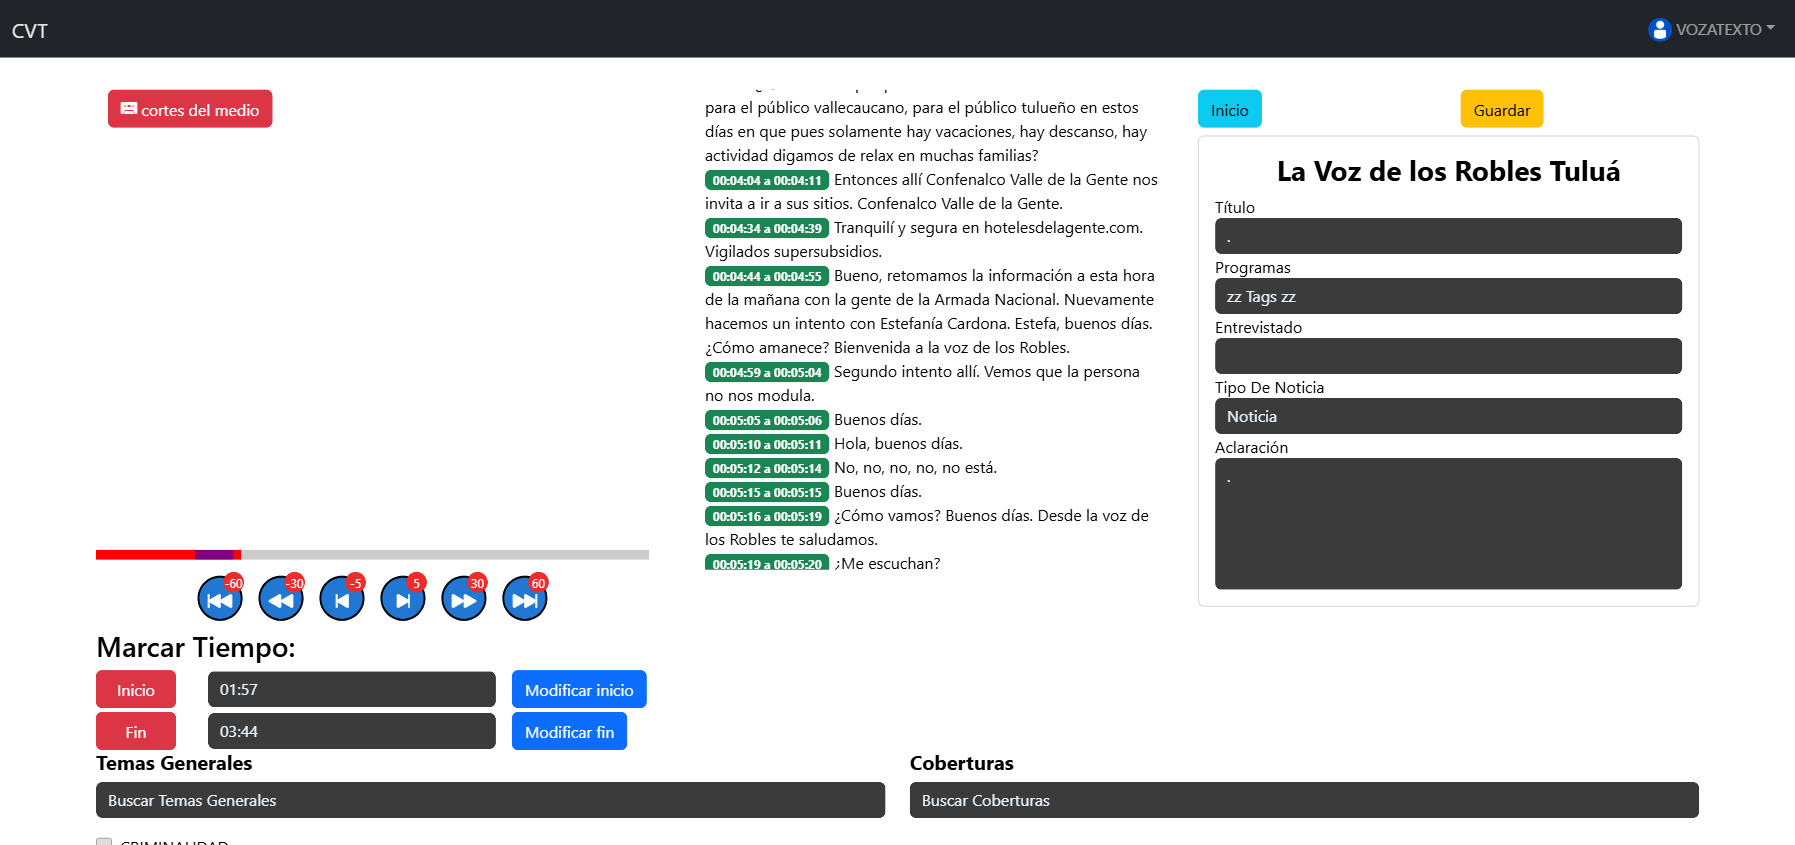 CVT
VOZATEXTO
cortes del medio
para el público vallecaucano, para el público tulueño en estos
días en que pues solamente hay vacaciones, hay descanso, hay
actividad digamos de relax en muchas familias?
00:04:04 a 00:04:11 Entonces allí Confenalco Valle de la Gente nos
invita a ir a sus sitios. Confenalco Valle de la Gente.
00:04:34 a 00:04:39 Tranquilí y segura en hotelesdelagente.com.
Vigilados supersubsidios.
00:04:44 a 00:04:55 Bueno, retomamos la información a esta hora
de la mañana con la gente de la Armada Nacional. Nuevamente
hacemos un intento con Estefanía Cardona. Estefa, buenos días.
¿Cómo amanece? Bienvenida a la voz de los Robles.
00:04:59 a 00:05:04 Segundo intento allí. Vemos que la persona
no nos modula.
00:05:05 a 00:05:06 Buenos días.
00:05:10 a 00:05:11 Hola, buenos días.
00:05:12 a 00:05:14 No, no, no, no, no está.
00:05:15 a 00:05:15 Buenos días.
00:05:16 a 00:05:19 ¿Cómo vamos? Buenos días. Desde la voz de
los Robles te saludamos.
00:05:19 a 00:05:20 ¿Me escuchan?
Inicio
Guardar
La Voz de los Robles Tuluá
Título
.
Programas
zz Tags zz
Entrevistado
Tipo De Noticia
Noticia
Aclaración
.
-60
-30
-5
5
30
60
Marcar Tiempo:
Inicio
01:57
Modificar inicio
Fin
03:44
Modificar fin
Temas Generales
Buscar Temas Generales
Coberturas
Buscar Coberturas
CRIMINALIDAD